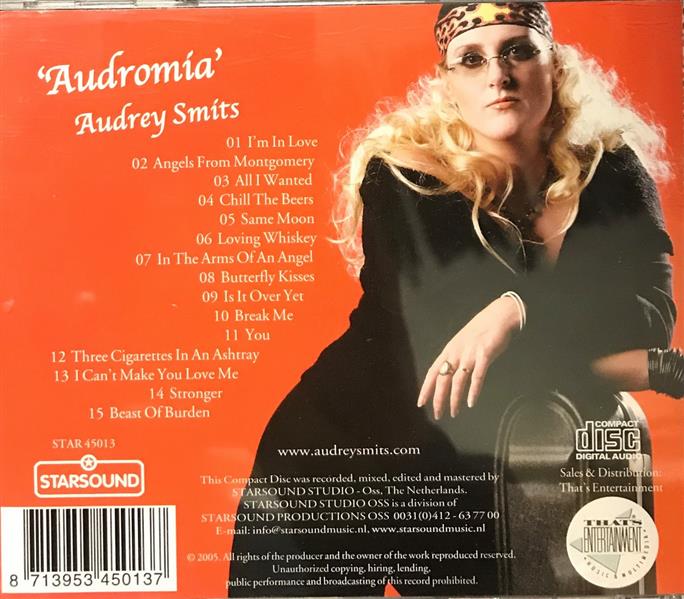 'Audromia'
Audrey Smits
01 I'm In Love
02 Angels From Montgomery
03 All I Wanted
04 Chill The Beers
05 Same Moon
06 Loving Whiskey
07 In The Arms Of An Angel
08 Butterfly Kisses
09 Is It Over Yet
10 Break Me
11 You
12 Three Cigarettes In An Ashtray
13 I Can't Make You Love Me
14 Stronger
15 Beast Of Burden
STAR 45013
STARSOUND
8 713953 450137
www.audreysmits.com
This Compact Disc was recorded, mixed, edited and mastered by
STARSOUND STUDIO - Oss, The Netherlands.
STARSOUND STUDIO OSS is a division of
STARSOUND PRODUCTIONS OSS 0031(0)412 - 63 77 00
E-mail: info@starsoundmusic.nl, www.starsoundmusic.nl
© 2005. All rights of the producer and the owner of the work reproduced reserved.
Unauthorized copying, hiring, lending,
public performance and broadcasting of this record prohibited.
COMPACT
disc
DIGITAL AUDIO
Sales & Distribution:
That's Entertainment
THAT'S
ENTERTAINMENT
MUSIC & MULTIMEDIA